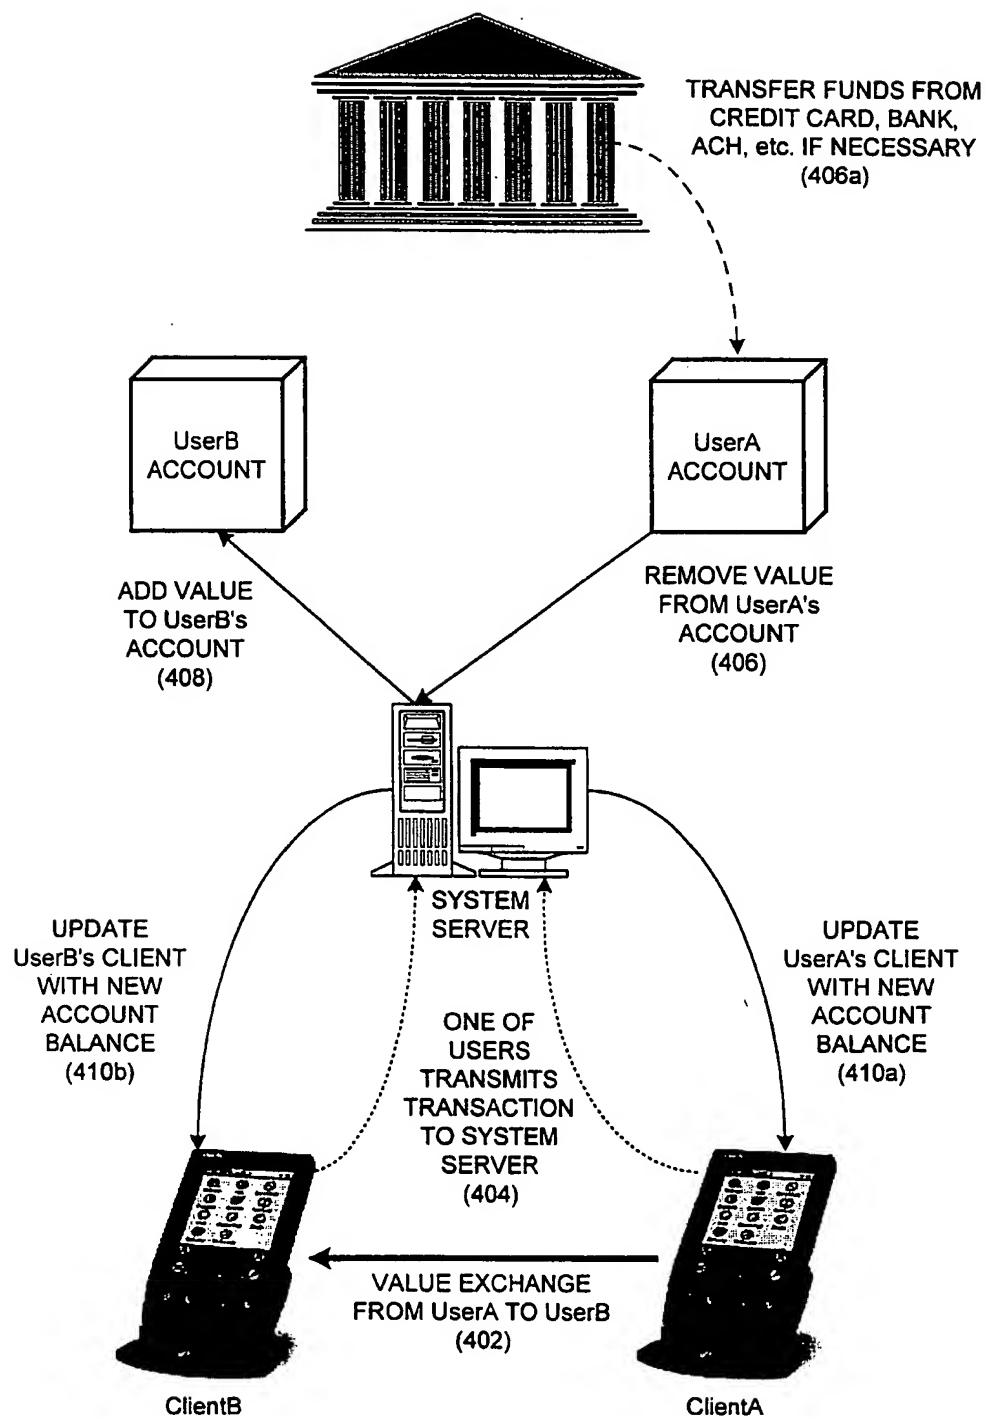 TRANSFER FUNDS FROM
CREDIT CARD, BANK,
ACH, etc. IF NECESSARY
(406a)
UserB
ACCOUNT
UserA
ACCOUNT
ADD VALUE
TO UserB's
ACCOUNT
(408)
REMOVE VALUE
FROM UserA's
ACCOUNT
(406)
SYSTEM
SERVER
UPDATE
UserB's CLIENT
WITH NEW
ACCOUNT
BALANCE
(410b)
ONE OF
USERS
TRANSMITS
TRANSACTION
TO SYSTEM
SERVER
(404)
UPDATE
UserA's CLIENT
WITH NEW
ACCOUNT
BALANCE
(410a)
VALUE EXCHANGE
FROM UserA TO UserB
(402)
ClientB
ClientA